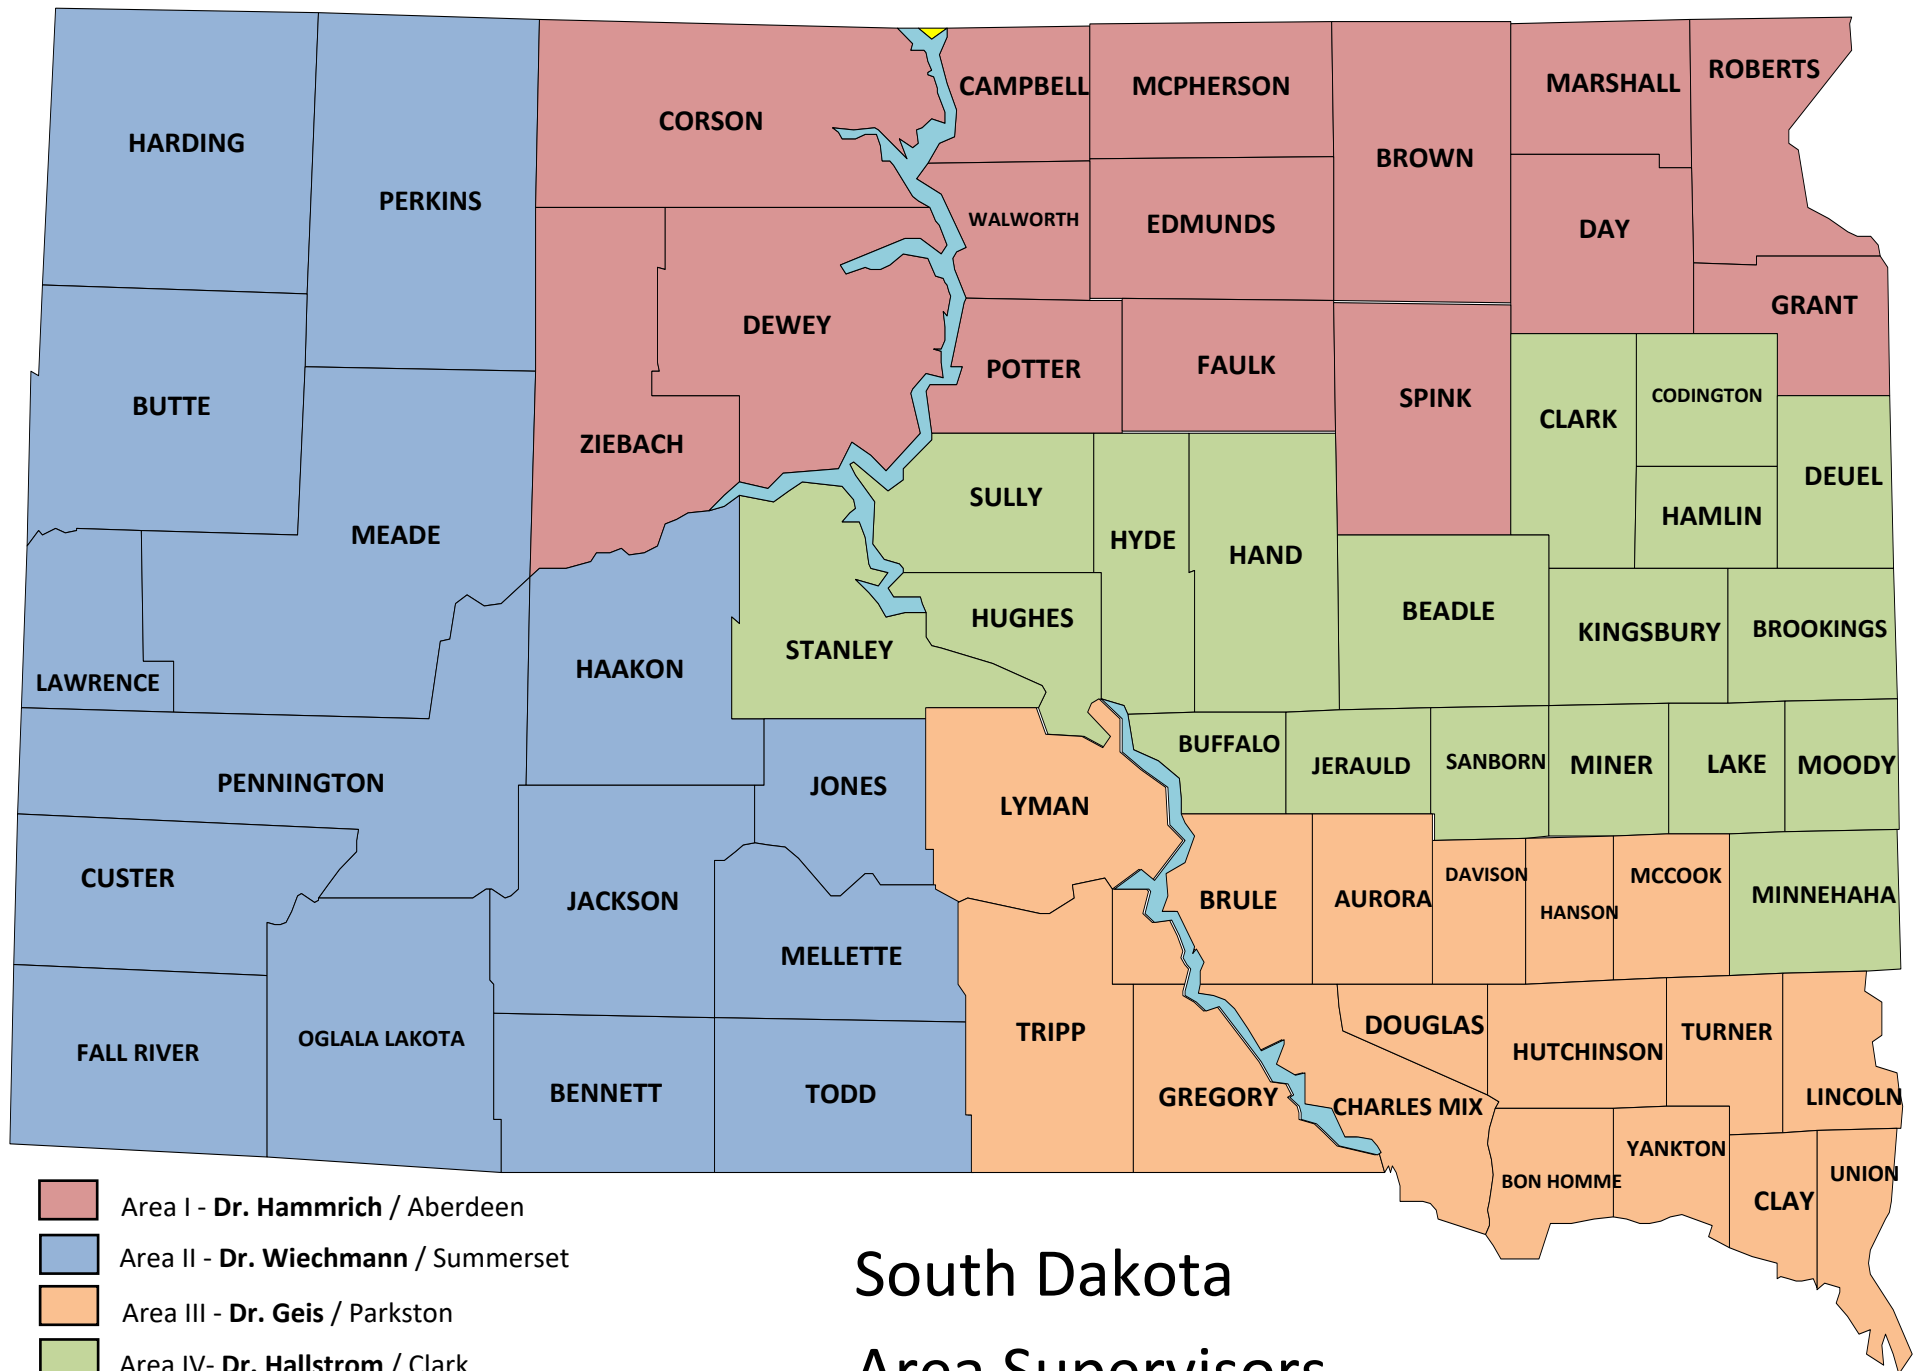 HARDING
PERKINS
CORSON
CAMPBELL
MCPHERSON
BROWN
MARSHALL
ROBERTS
WALWORTH
EDMUNDS
DAY
BUTTE
DEWEY
POTTER
FAULK
SPINK
GRANT
CLARK
CODINGTON
DEUEL
MEADE
ZIEBACH
SULLY
HYDE
HAND
HAMLIN
LAWRENCE
HAAKON
STANLEY
HUGHES
BEADLE
KINGSBURY
BROOKINGS
PENNINGTON
JONES
LYMAN
BUFFALO
JERAULD
SANBORN
MINER
LAKE
MOODY
CUSTER
JACKSON
MELLETTE
BRULE
AURORA
DAVISON
HANSON
MCCOOK
MINNEHAHA
FALL RIVER
OGLALA LAKOTA
BENNETT
TODD
TRIPP
GREGORY
DOUGLAS
CHARLES MIX
HUTCHINSON
TURNER
LINCOLN
BON HOMME
YANKTON
CLAY
UNION
Area I - Dr. Hammrich / Aberdeen
Area II - Dr. Wiechmann / Summerset
Area III - Dr. Geis / Parkston
Area IV- Dr. Hallstrom / Clark
South Dakota
Area Supervisors